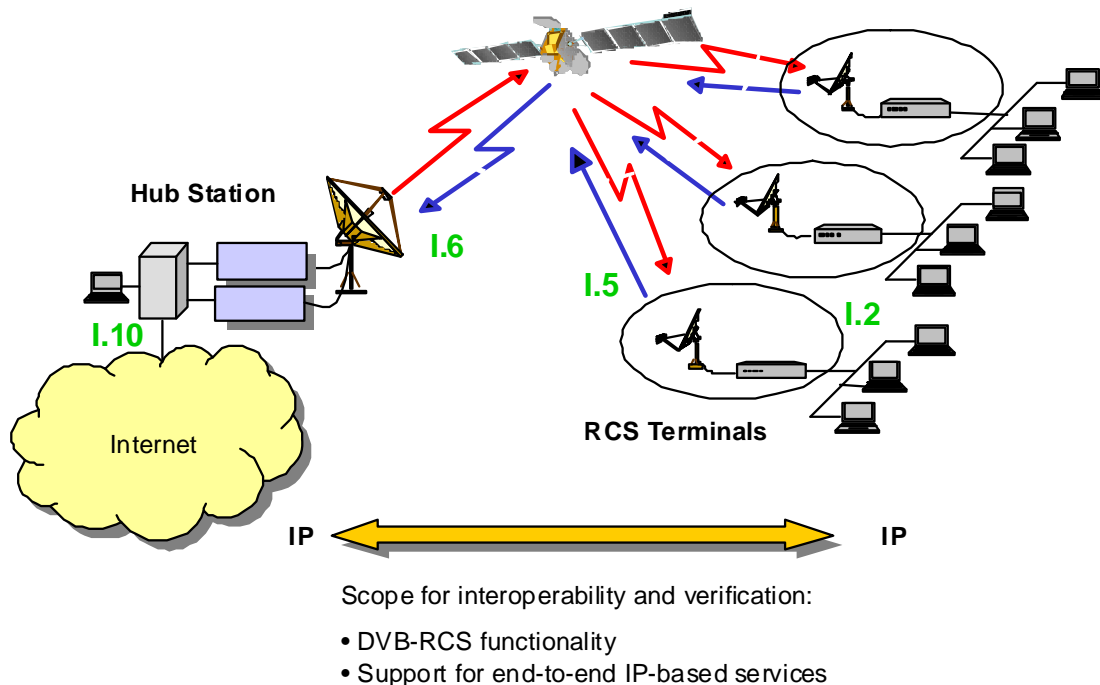 Hub Station
I.6
I.5
I.2
I.10
Internet
RCS Terminals
IP
IP
Scope for interoperability and verification:
• DVB-RCS functionality
• Support for end-to-end IP-based services